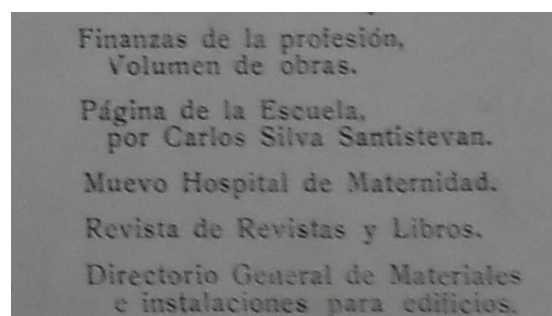 Finanzas de la profesión,
Volumen de obras.
Página de la Escuela,
por Carlos Silva Santistevan.
Muevo Hospital de Maternidad.
Revista de Revistas y Libros.
Directorio General de Materiales
e instalaciones para edificios.